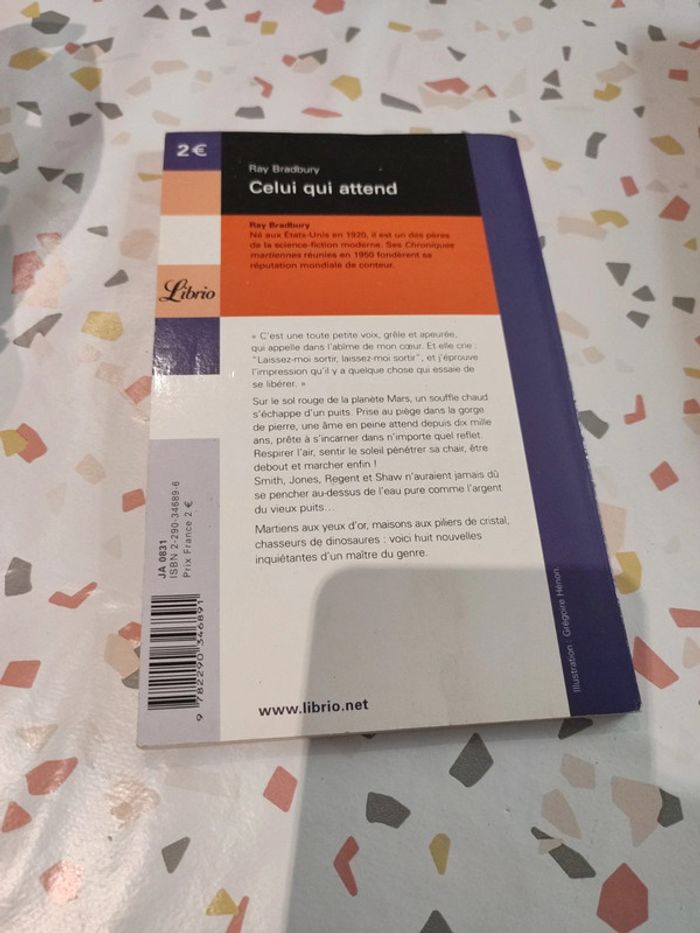 2 €
Ray Bradbury
Celui qui attend
Ray Bradbury
Né aux États-Unis en 1920, il est un des pères
de la science-fiction moderne. Ses Chroniques
martiennes réunies en 1950 fondèrent sa
réputation mondiale de conteur.
Librio
« C'est une toute petite voix, grêle et apeurée,
qui appelle dans l'abîme de mon cœur. Et elle crie :
"Laissez-moi sortir, laissez-moi sortir", et j'éprouve
l'impression qu'il y a quelque chose qui essaie de
se libérer. »
Sur le sol rouge de la planète Mars, un souffle chaud
s'échappe d'un puits. Prise au piège dans la gorge
de pierre, une âme en peine attend depuis dix mille
ans, prête à s'incarner dans n'importe quel reflet.
Respirer l'air, sentir le soleil pénétrer sa chair, être
debout et marcher enfin !
Smith, Jones, Regent et Shaw n'auraient jamais dû
se pencher au-dessus de l'eau pure comme l'argent
du vieux puits...
Martiens aux yeux d'or, maisons aux piliers de cristal,
chasseurs de dinosaures : voici huit nouvelles
inquiétantes d'un maître du genre.
JA 0831
ISBN 2-290-34689-6
Prix France 2 €
9 782290 346891
www.librio.net
Illustration : Grégoire Hénon.